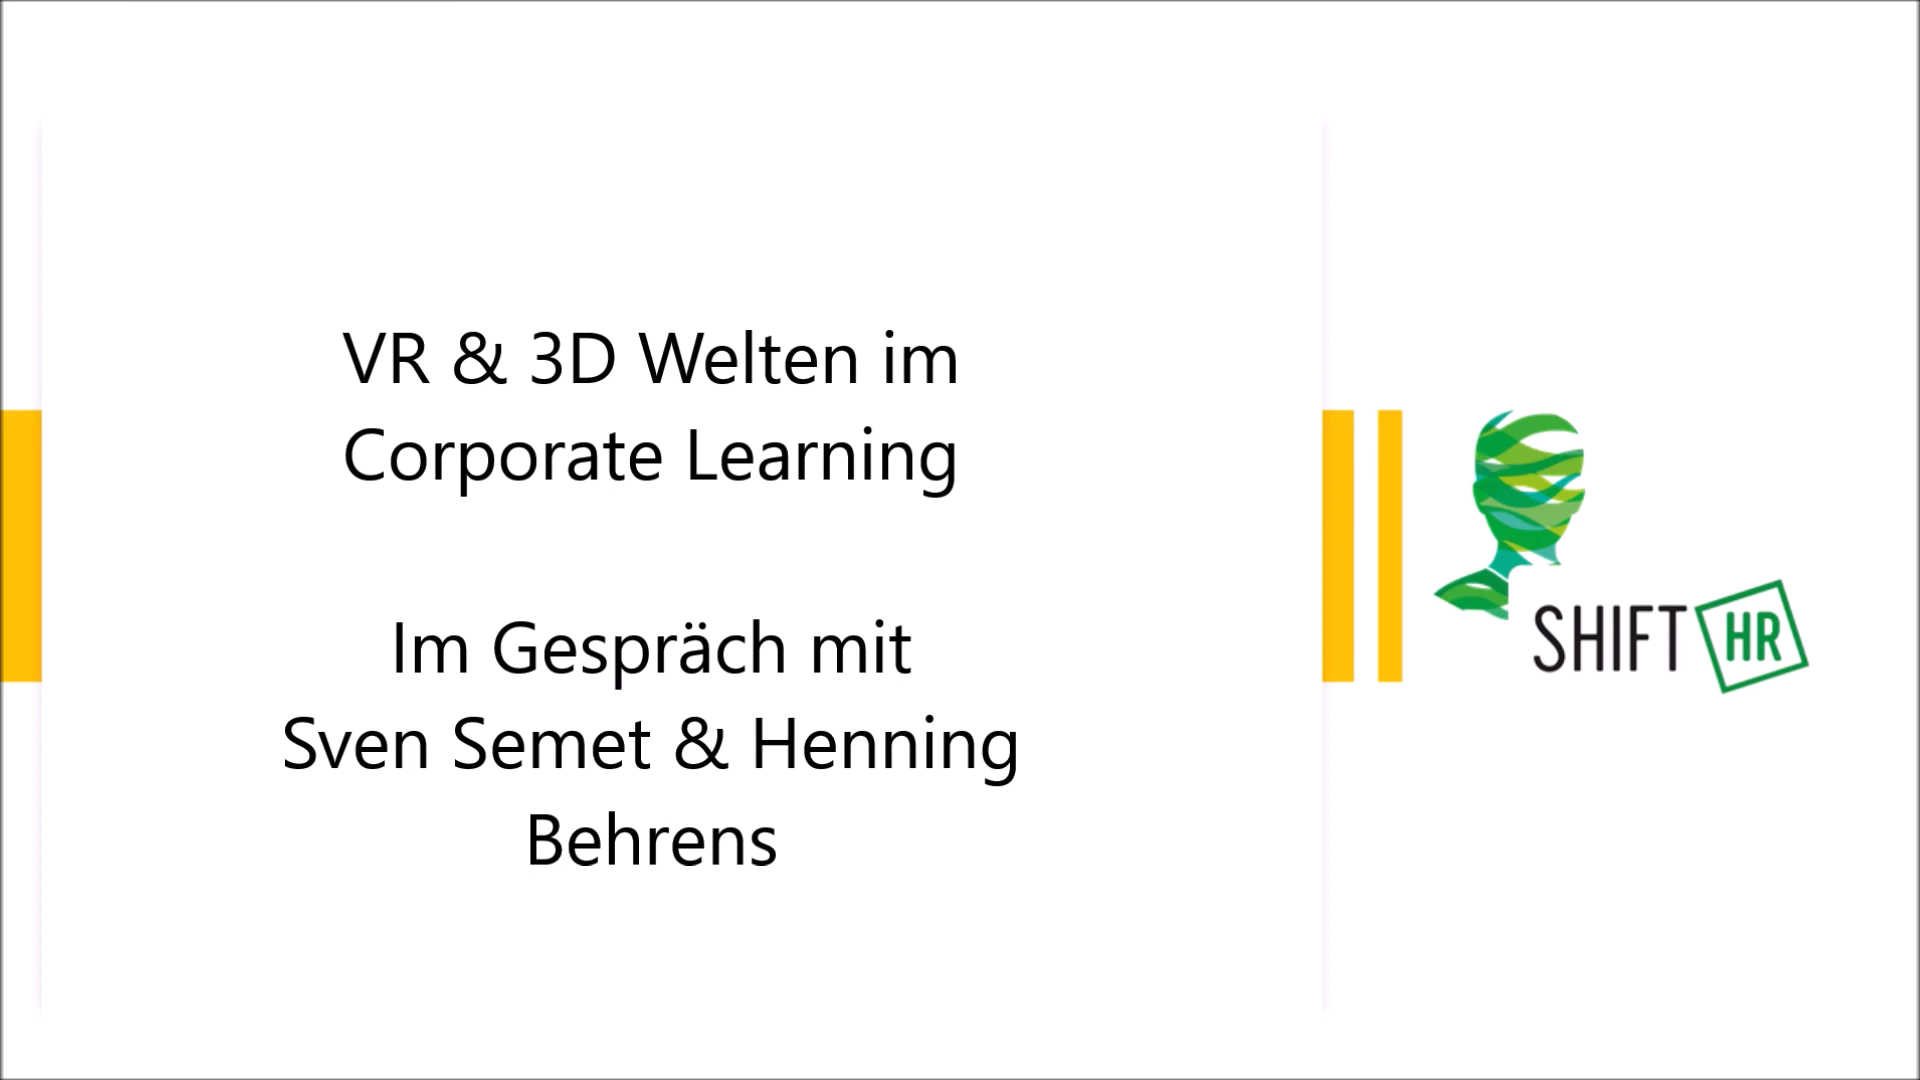 VR & 3D Welten im
Corporate Learning
Im Gespräch mit
Sven Semet & Henning
Behrens
SHIFT HR